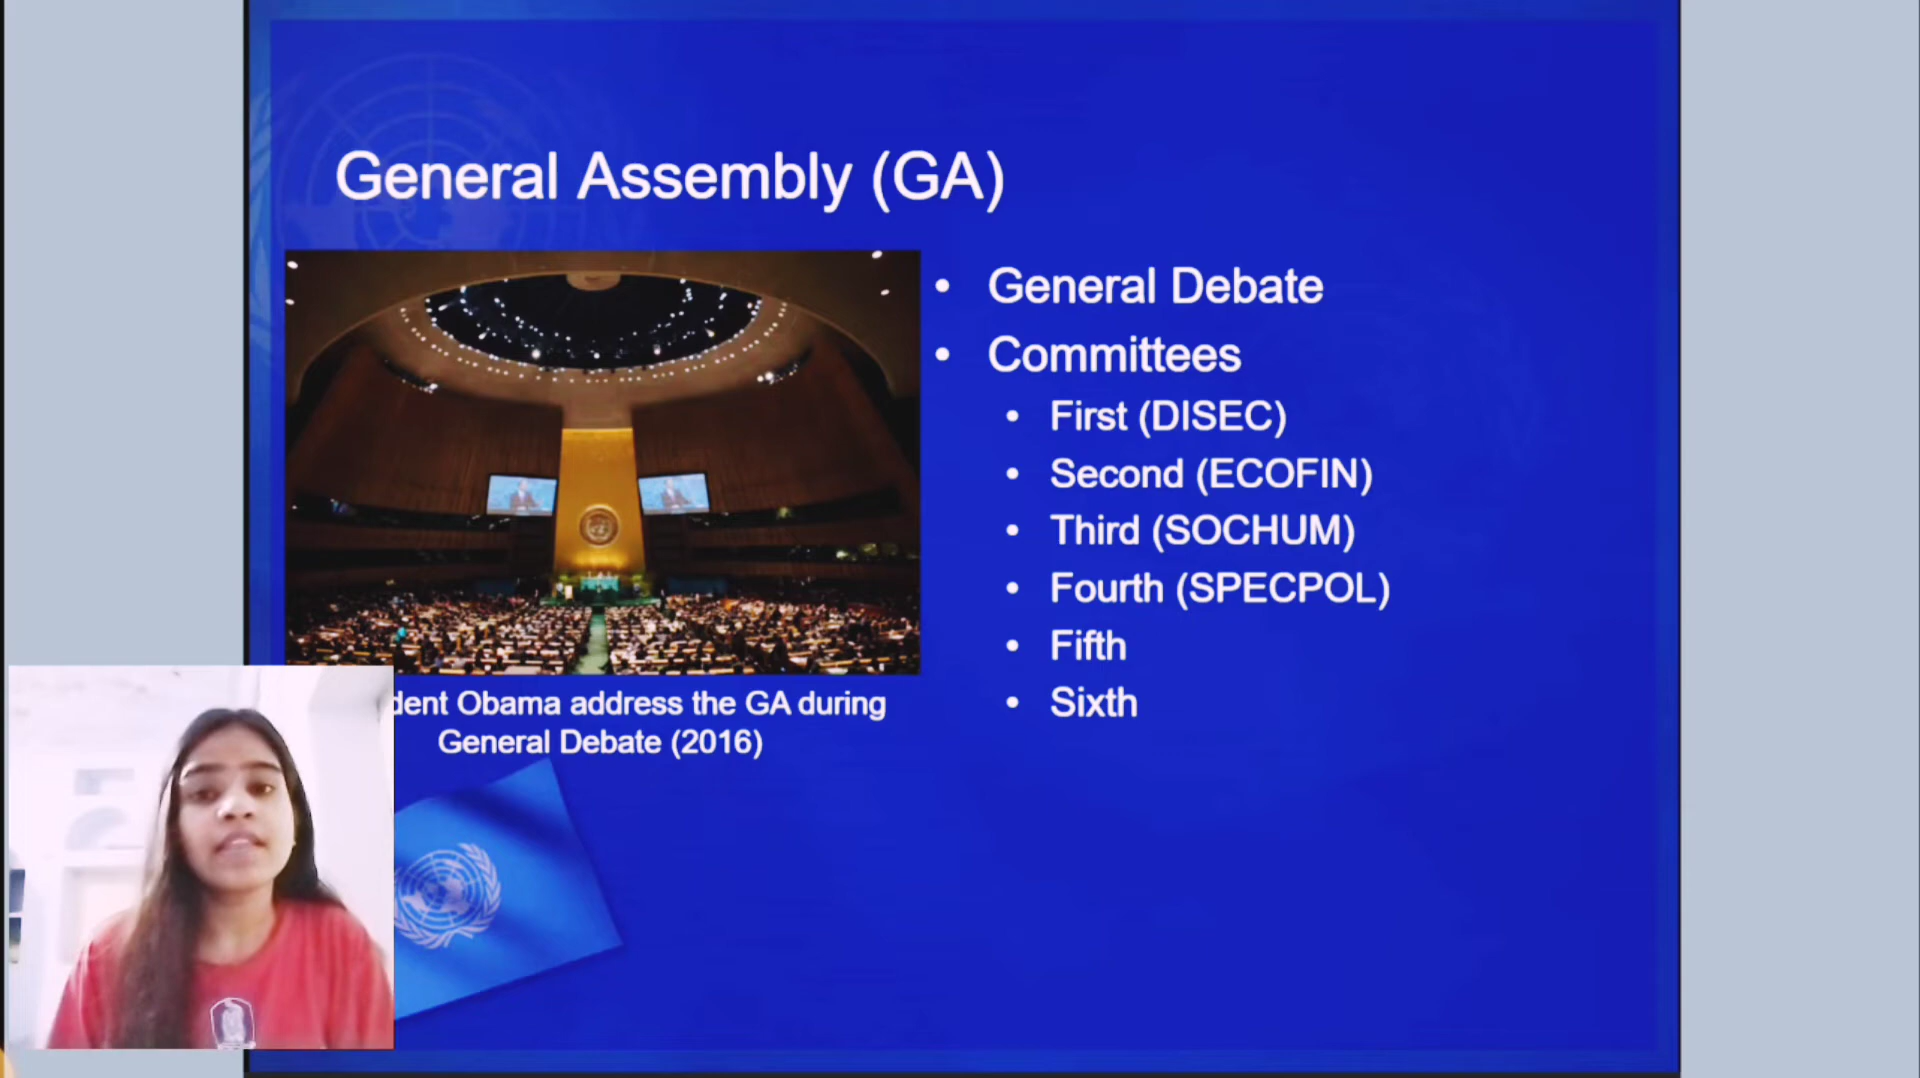 General Assembly (GA)
• General Debate
• Committees
• First (DISEC)
• Second (ECOFIN)
• Third (SOCHUM)
• Fourth (SPECPOL)
• Fifth
• Sixth
Obama address the GA during
General Debate (2016)